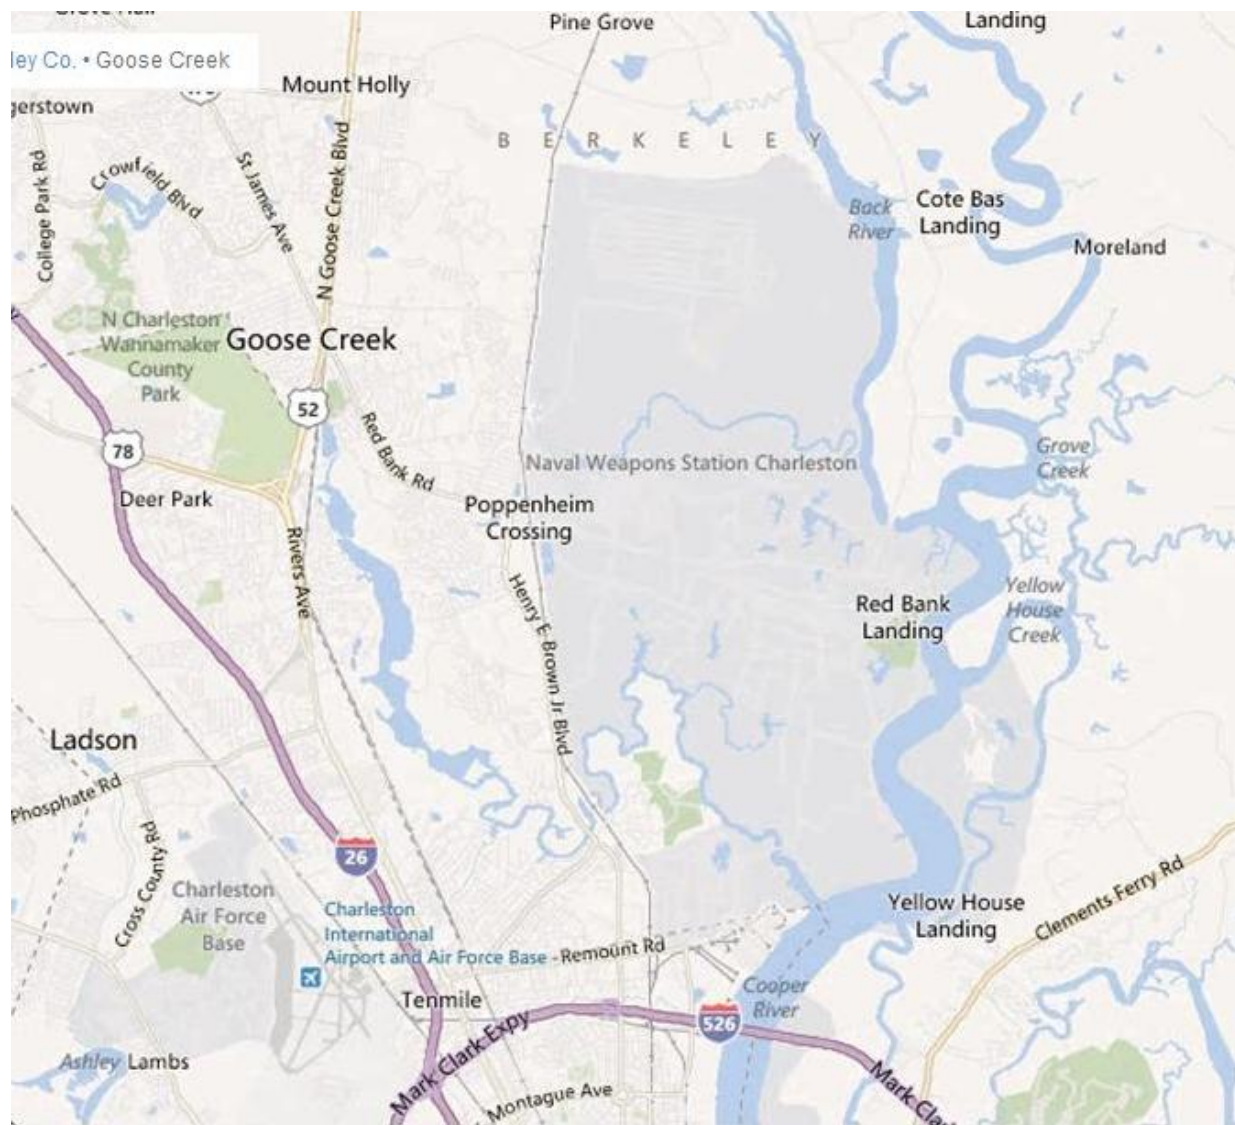 Pine Grove
Landing
ley Co. • Goose Creek
Mount Holly
gerstown
BERKELEY
College Park Rd
Crowfield Blvd
St James Ave
N Goose Creek Blvd
Back
River
Cote Bas
Landing
Moreland
N Charleston
Wannamaker
County
Park
Goose Creek
52
78
Red Bank Rd
Grove
Creek
Naval Weapons Station Charleston
Deer Park
Poppenheim
Crossing
Rivers Ave
Henry E Brown Jr Blvd
Red Bank
Landing
Yellow
House
Creek
Ladson
Phosphate Rd
Cross County Rd
26
Charleston
Air Force
Base
Charleston
International
Airport and Air Force Base
Remount Rd
Yellow House
Landing
Clements Ferry Rd
Tenmile
Cooper
River
526
Mark Clark Expy
Mark Cla
Ashley
Lambs
Montague Ave